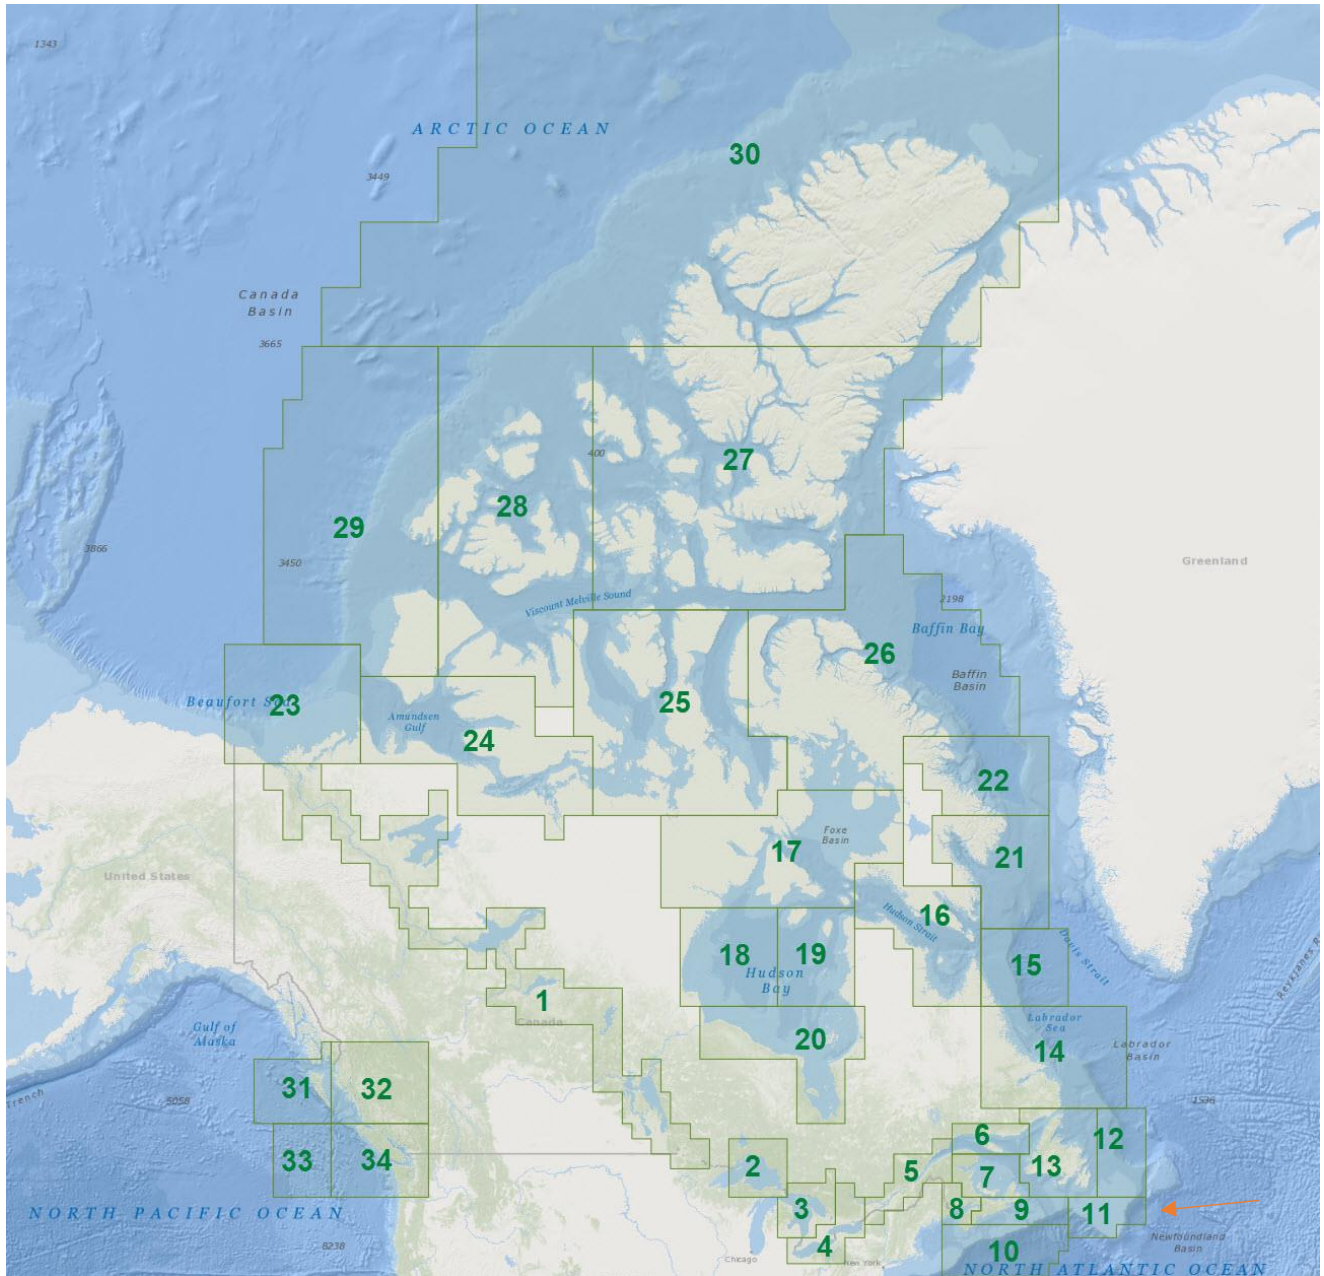 1343
ARCTIC OCEAN
30
3449
Canada
Basin
3665
27
400
28
29
3866
3450
Greenland
Viscount Melville Sound
2198
Baffin Bay
26
Baffin
Basin
25
Beaufort
23
Amundsen
Gulf
24
22
Foxe
Basin
17
21
United States
16
Hudson Strait
Davis Strait
18
19
15
Hudson
Bay
1
Canada
Gulf of
Alaska
20
Labrador
Sea
14
Labrador
Basin
31
32
Trench
5058
1536
6
12
33
34
2
5
7
13
3
8
9
11
NORTH PACIFIC OCEAN
6238
4
Chicago
New York
10
Newfoundland
Basin
NORTH ATLANTIC OCEAN